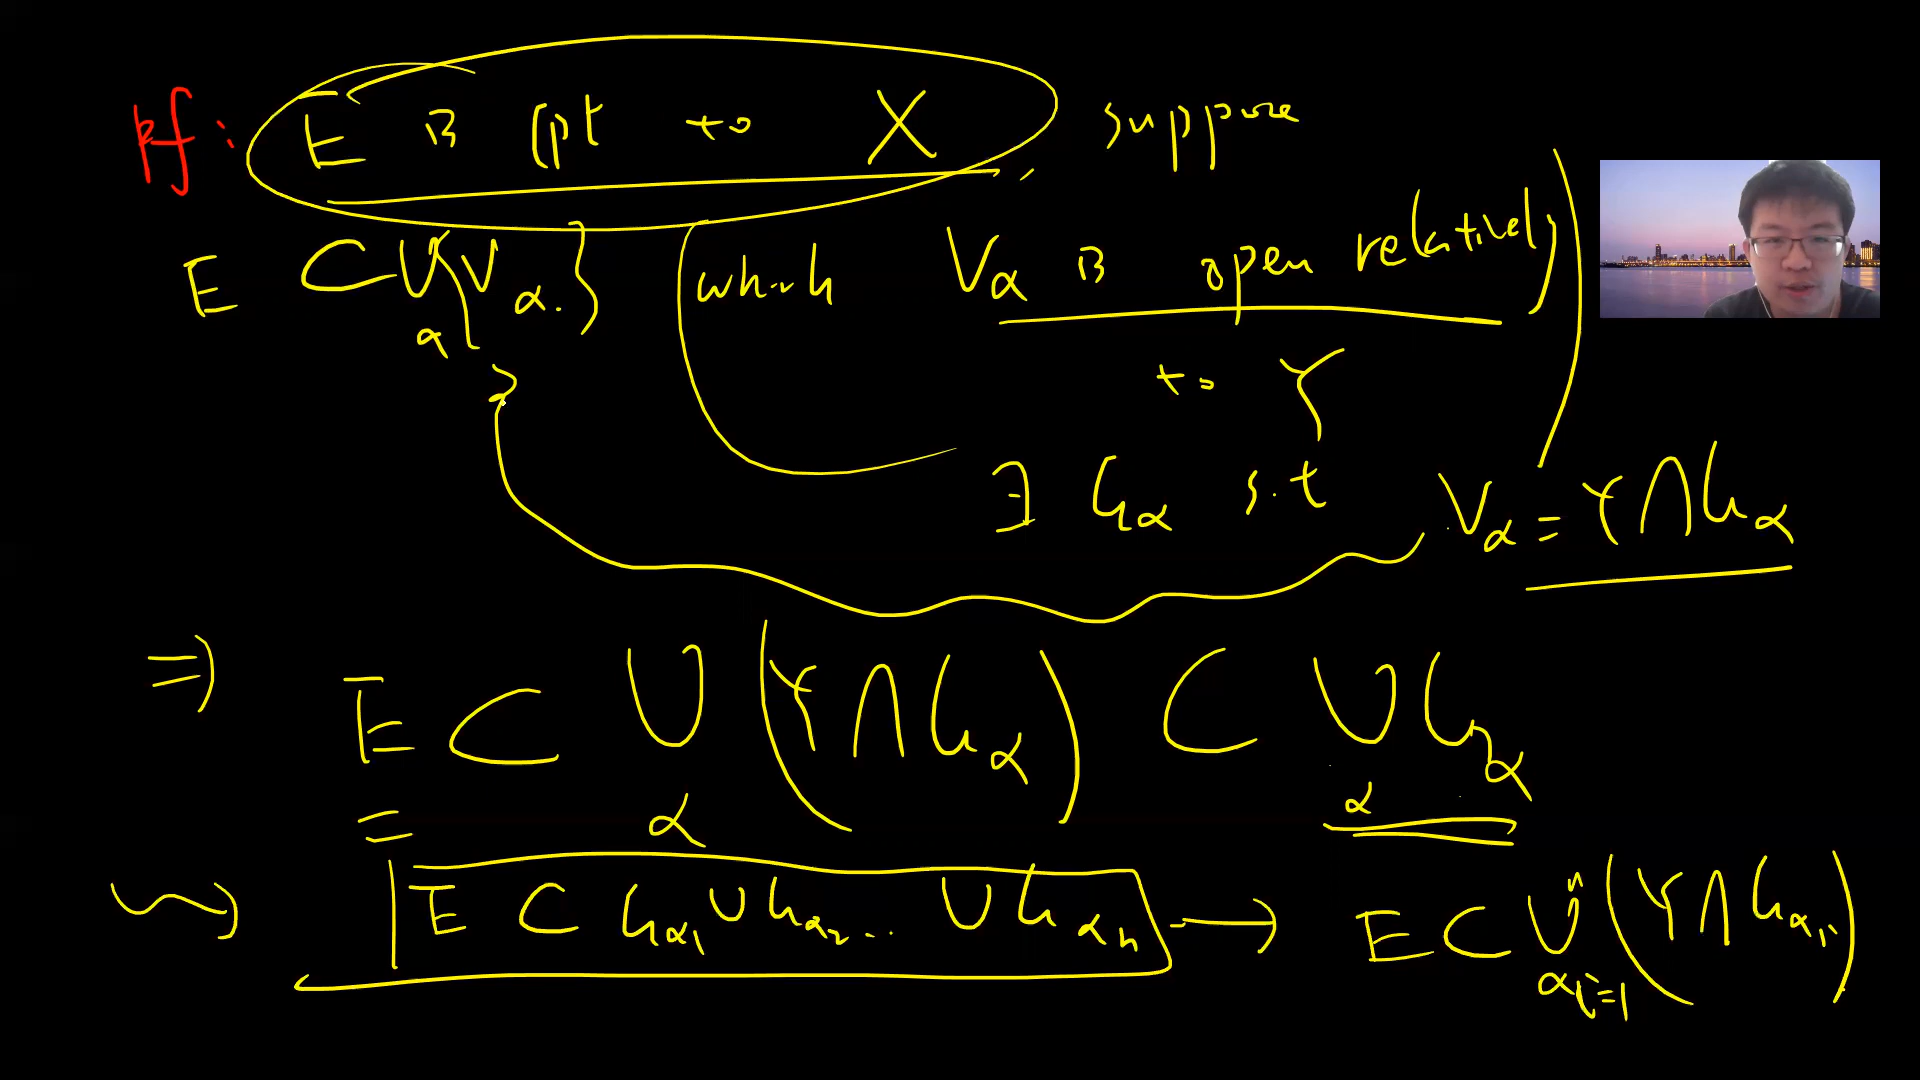 pf: E is cpt to X, suppose
E ⊂ ∪_α {V_α} which V_α is open relatively
to Y
∃ G_α s.t V_α = Y ∩ G_α
⇒ E ⊂ ∪_α (Y ∩ G_α) ⊂ ∪_α G_α
=
⇝ E ⊂ G_α1 ∪ G_α2 ... ∪ G_αn → E ⊂ ∪_{αi=1}^n (Y ∩ G_αi)